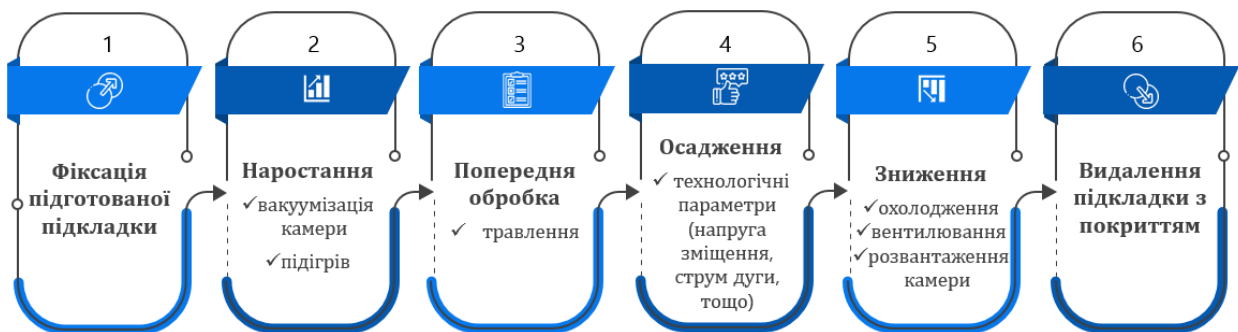 1
Фіксація
підготованої
підкладки
2
Наростання
✓вакуумізація
камери
✓підігрів
3
Попередня
обробка
✓ травлення
4
Осадження
✓ технологічні
параметри
(напруга
зміщення,
струм дуги,
тощо)
5
Зниження
✓охолодження
✓вентилювання
✓розвантаження
камери
6
Видалення
підкладки з
покриттям